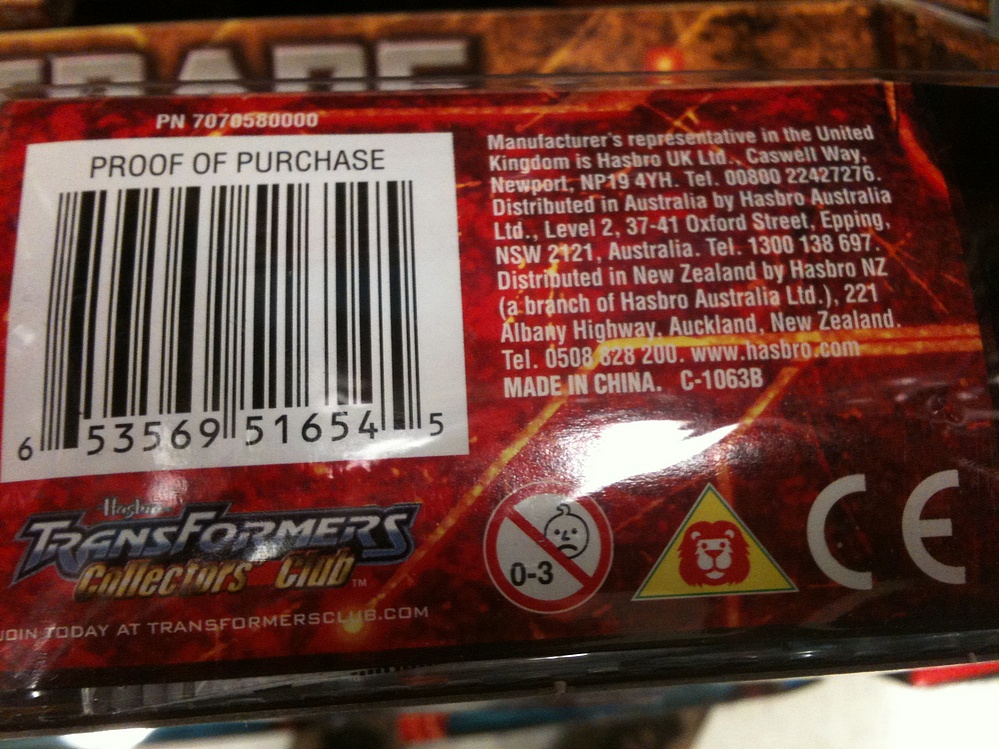 PN 7070580000
PROOF OF PURCHASE
6 53569 51654 5
Manufacturer's representative in the United
Kingdom is Hasbro UK Ltd., Caswell Way,
Newport, NP19 4YH. Tel. 00800 22427276.
Distributed in Australia by Hasbro Australia
Ltd., Level 2, 37-41 Oxford Street, Epping,
NSW 2121, Australia. Tel. 1300 138 697.
Distributed in New Zealand by Hasbro NZ
(a branch of Hasbro Australia Ltd.), 221
Albany Highway, Auckland, New Zealand.
Tel. 0508 828 200. www.hasbro.com
MADE IN CHINA. C-1063B
Hasbro
TRANSFORMERS
Collectors' Club TM
JOIN TODAY AT TRANSFORMERSCLUB.COM
0-3
CE